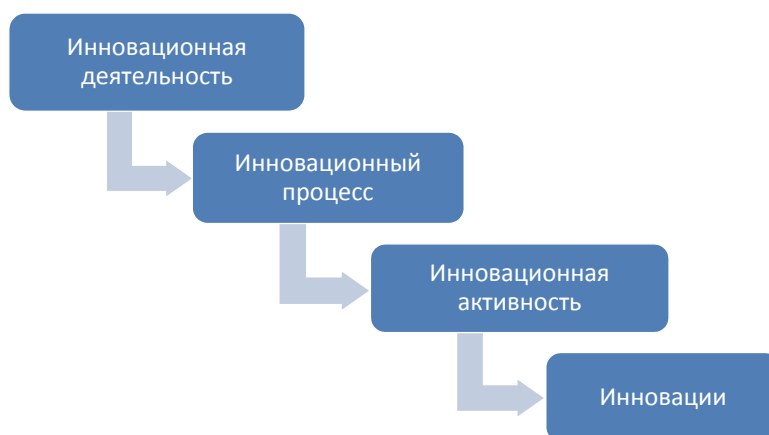 Инновационная
деятельность
Инновационный
процесс
Инновационная
активность
Инновации